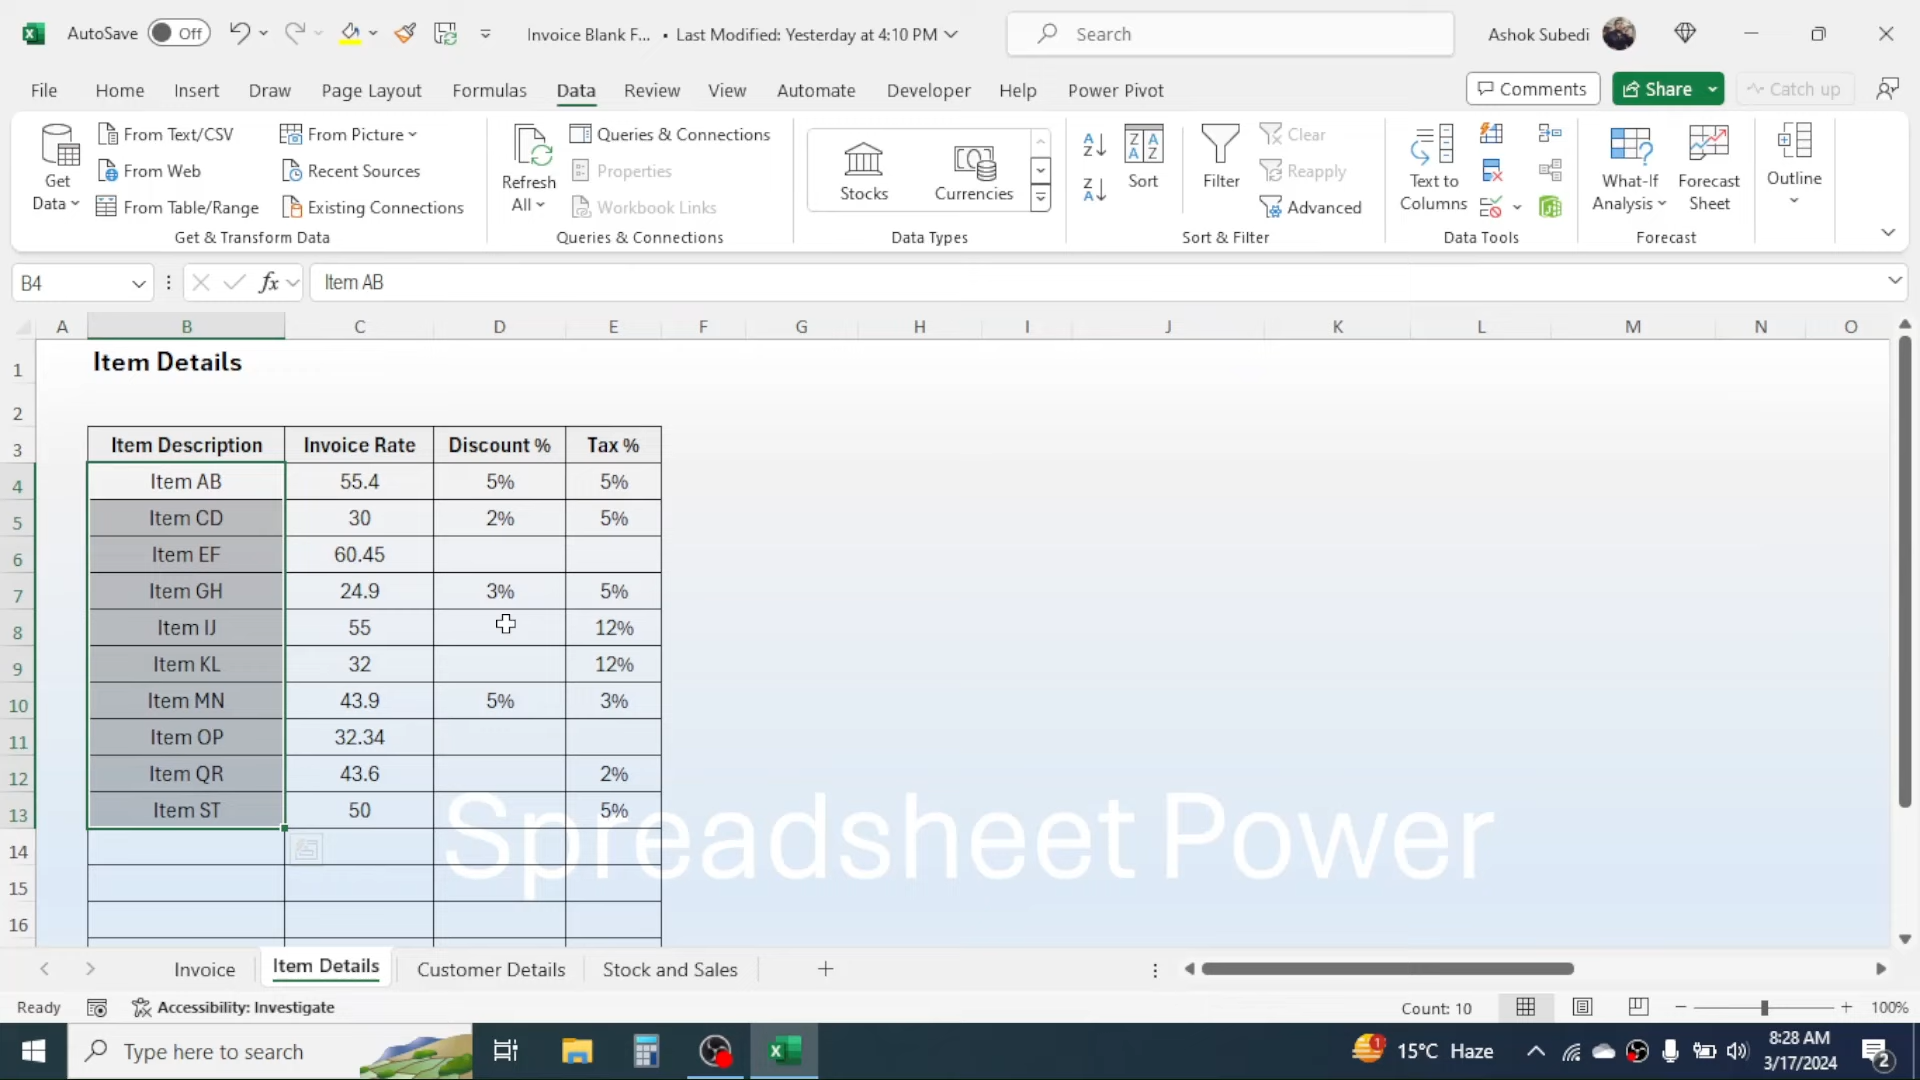 AutoSave Off Invoice Blank F... • Last Modified: Yesterday at 4:10 PM Search Ashok Subedi
File Home Insert Draw Page Layout Formulas Data Review View Automate Developer Help Power Pivot Comments Share Catch up
Get Data
From Text/CSV
From Web
From Table/Range
From Picture
Recent Sources
Existing Connections
Get & Transform Data
Refresh All
Queries & Connections
Properties
Workbook Links
Queries & Connections
Stocks Currencies
Data Types
Sort
Filter
Clear
Reapply
Advanced
Sort & Filter
Text to Columns
Data Tools
What-If Analysis
Forecast Sheet
Forecast
Outline
B4 fx Item AB
A B C D E F G H I J K L M N O
1 Item Details
2
3 Item Description Invoice Rate Discount % Tax %
4 Item AB 55.4 5% 5%
5 Item CD 30 2% 5%
6 Item EF 60.45
7 Item GH 24.9 3% 5%
8 Item IJ 55 12%
9 Item KL 32 12%
10 Item MN 43.9 5% 3%
11 Item OP 32.34
12 Item QR 43.6 2%
13 Item ST 50 5%
14
15
16
Spreadsheet Power
Invoice Item Details Customer Details Stock and Sales
Ready Accessibility: Investigate Count: 10 100%
Type here to search 1 15°C Haze 8:28 AM
3/17/2024 2